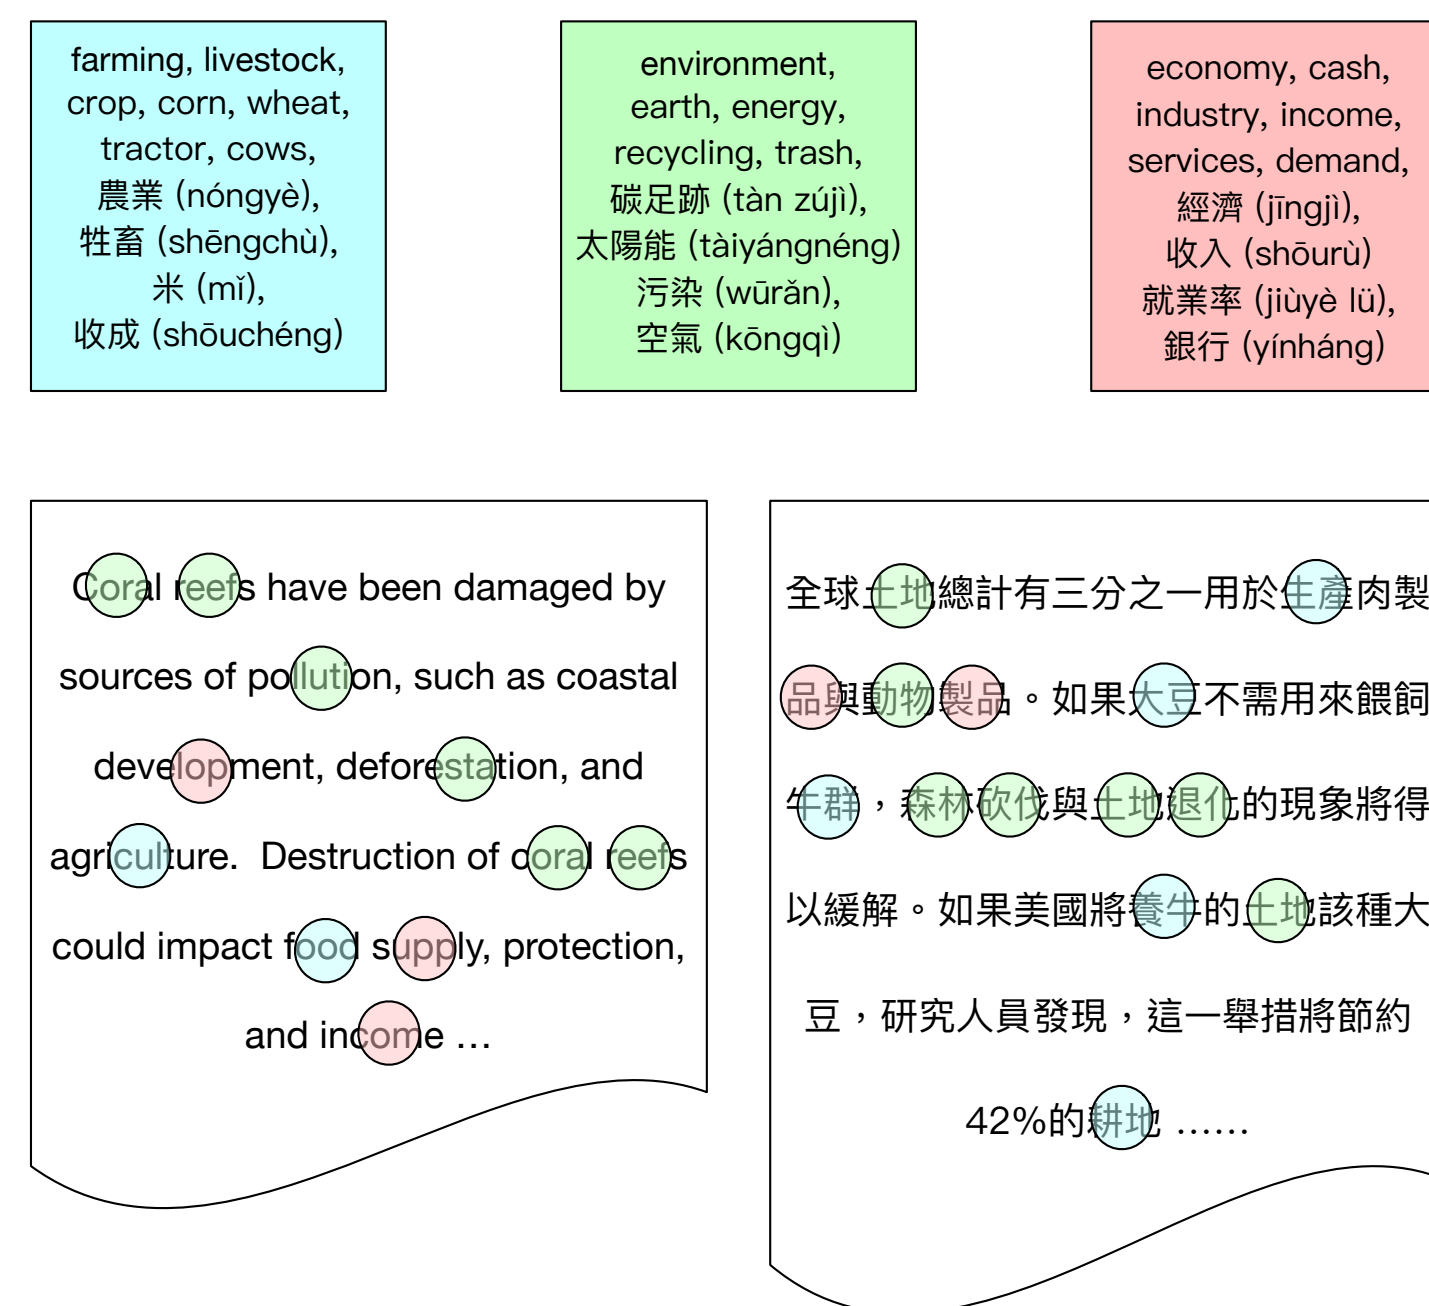 farming, livestock,
crop, corn, wheat,
tractor, cows,
農業 (nóngyè),
牲畜 (shēngchù),
米 (mǐ),
收成 (shōuchéng)
environment,
earth, energy,
recycling, trash,
碳足跡 (tàn zújì),
太陽能 (tàiyángnéng)
污染 (wūrǎn),
空氣 (kōngqì)
economy, cash,
industry, income,
services, demand,
經濟 (jīngjì),
收入 (shōurù)
就業率 (jiùyè lü),
銀行 (yínháng)
Coral reefs have been damaged by
sources of pollution, such as coastal
development, deforestation, and
agriculture. Destruction of coral reefs
could impact food supply, protection,
and income …
全球土地總計有三分之一用於生產肉製
品與動物製品。如果大豆不需用來餵飼
牛群，森林砍伐與土地退化的現象將得
以緩解。如果美國將養牛的土地該種大
豆，研究人員發現，這一舉措將節約
42%的耕地 ……